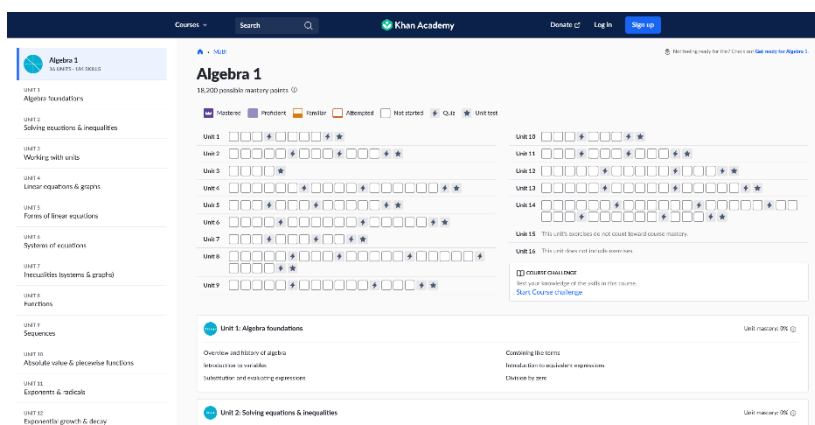 Courses
Search
Khan Academy
Donate
Log in
Sign up
Algebra 1
16 UNITS • 184 SKILLS
UNIT 1
Algebra foundations
UNIT 2
Solving equations & inequalities
UNIT 3
Working with units
UNIT 4
Linear equations & graphs
UNIT 5
Forms of linear equations
UNIT 6
Systems of equations
UNIT 7
Inequalities (systems & graphs)
UNIT 8
Functions
UNIT 9
Sequences
UNIT 10
Absolute value & piecewise functions
UNIT 11
Exponents & radicals
UNIT 12
Exponential growth & decay
Math
Not feeling ready for this? Check out Get ready for Algebra 1.
Algebra 1
18,200 possible mastery points
Mastered Proficient Familiar Attempted Not started Quiz Unit test
Unit 1
Unit 2
Unit 3
Unit 4
Unit 5
Unit 6
Unit 7
Unit 8
Unit 9
Unit 10
Unit 11
Unit 12
Unit 13
Unit 14
Unit 15 This unit's exercises do not count toward course mastery.
Unit 16 This unit does not include exercises.
COURSE CHALLENGE
Test your knowledge of the skills in this course.
Start Course challenge
Unit 1: Algebra foundations
Unit mastery: 0%
Overview and history of algebra
Introduction to variables
Substitution and evaluating expressions
Combining like terms
Introduction to equivalent expressions
Division by zero
Unit 2: Solving equations & inequalities
Unit mastery: 0%